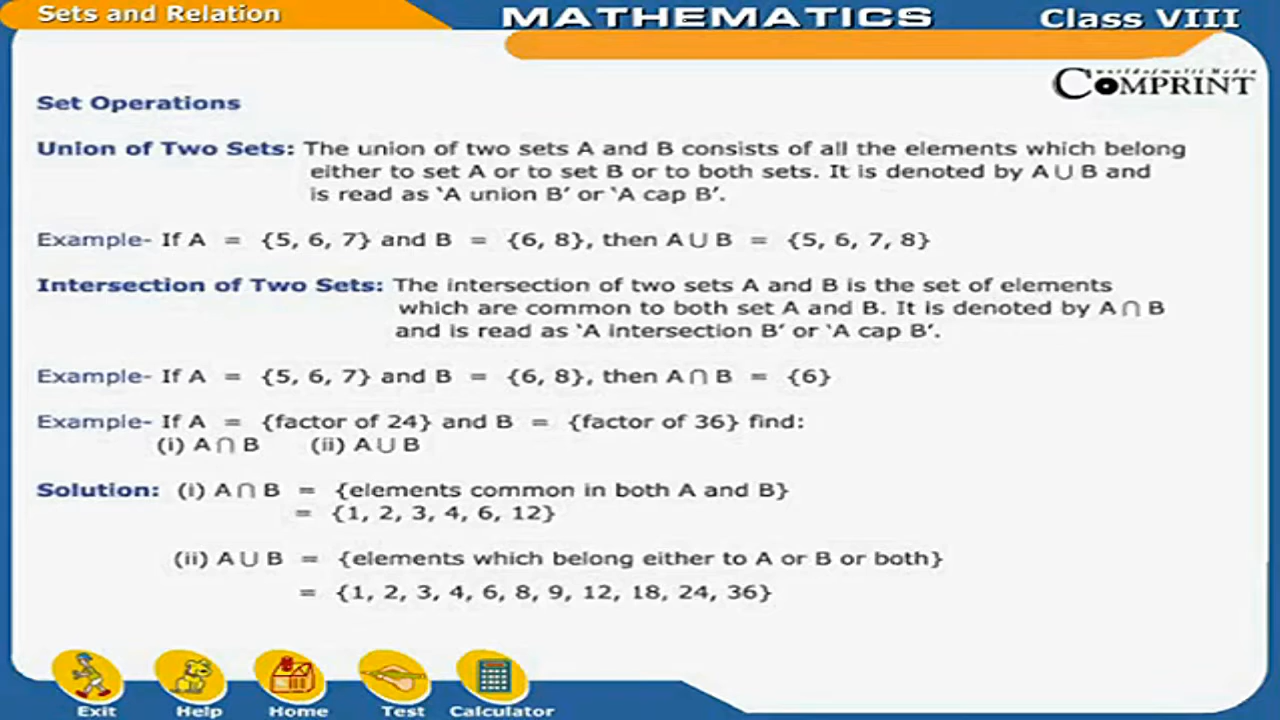 Sets and Relation
MATHEMATICS
Class VIII
world of multi Media
COMPRINT
Set Operations
Union of Two Sets: The union of two sets A and B consists of all the elements which belong
either to set A or to set B or to both sets. It is denoted by A ∪ B and
is read as ‘A union B’ or ‘A cap B’.
Example- If A = {5, 6, 7} and B = {6, 8}, then A ∪ B = {5, 6, 7, 8}
Intersection of Two Sets: The intersection of two sets A and B is the set of elements
which are common to both set A and B. It is denoted by A ∩ B
and is read as ‘A intersection B’ or ‘A cap B’.
Example- If A = {5, 6, 7} and B = {6, 8}, then A ∩ B = {6}
Example- If A = {factor of 24} and B = {factor of 36} find:
(i) A ∩ B (ii) A ∪ B
Solution: (i) A ∩ B = {elements common in both A and B}
= {1, 2, 3, 4, 6, 12}
(ii) A ∪ B = {elements which belong either to A or B or both}
= {1, 2, 3, 4, 6, 8, 9, 12, 18, 24, 36}
Exit Help Home Test Calculator